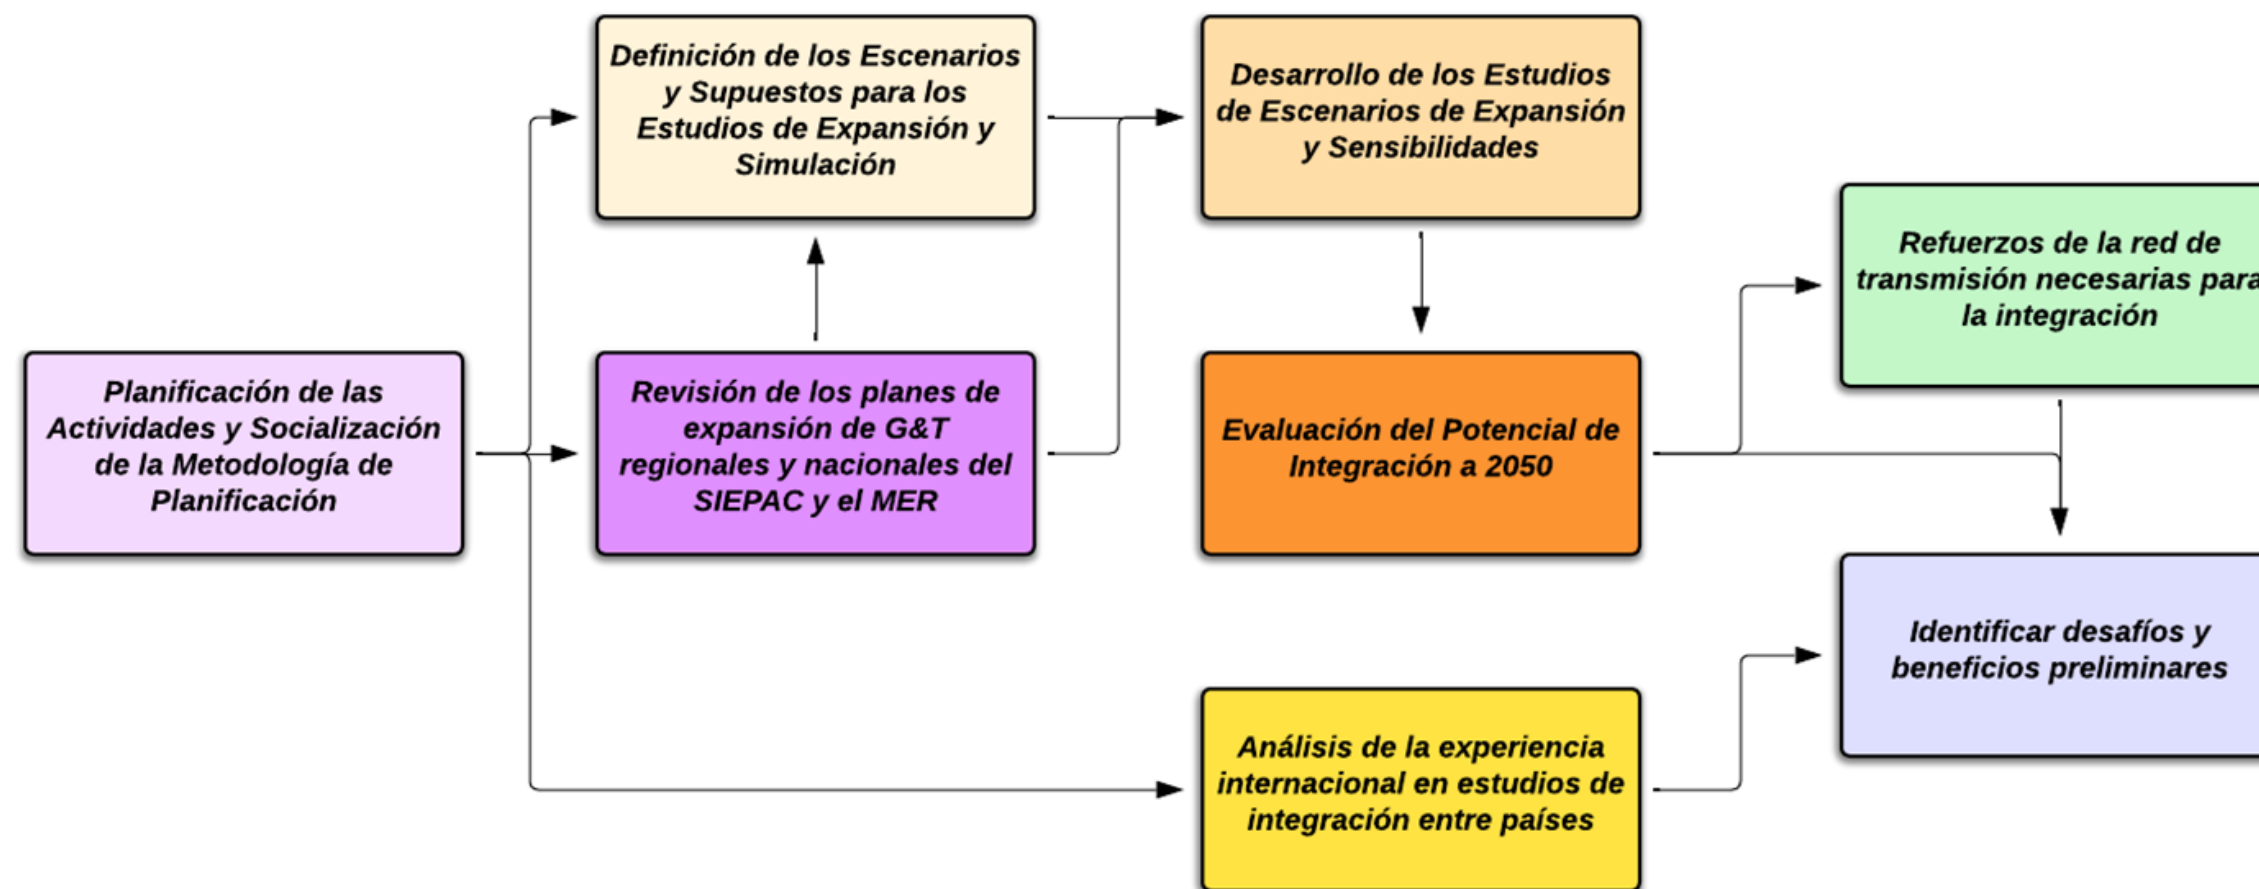 Definición de los Escenarios
y Supuestos para los
Estudios de Expansión y
Simulación
Desarrollo de los Estudios
de Escenarios de Expansión
y Sensibilidades
Refuerzos de la red de
transmisión necesarias para
la integración
Planificación de las
Actividades y Socialización
de la Metodología de
Planificación
Revisión de los planes de
expansión de G&T
regionales y nacionales del
SIEPAC y el MER
Evaluación del Potencial de
Integración a 2050
Identificar desafíos y
beneficios preliminares
Análisis de la experiencia
internacional en estudios de
integración entre países